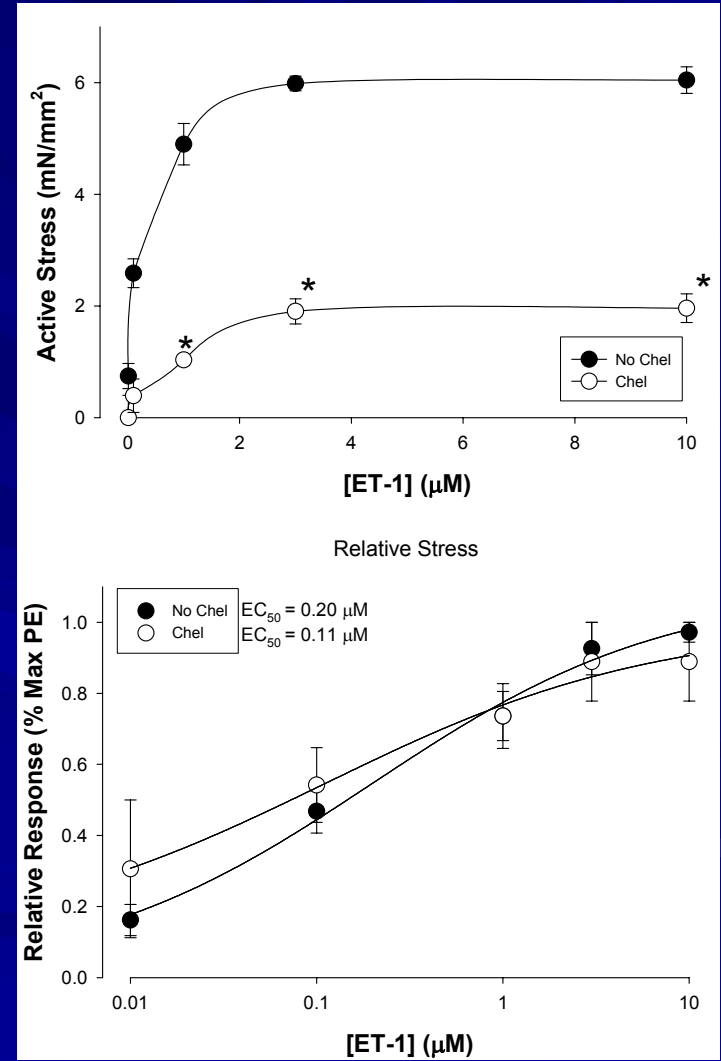 Active Stress (mN/mm²)
6
4
2
0
*
*
*
No Chel
Chel
0 2 4 6 8 10
[ET-1] (μM)
Relative Stress
Relative Response (% Max PE)
No Chel EC₅₀ = 0.20 μM
Chel EC₅₀ = 0.11 μM
1.0
0.8
0.6
0.4
0.2
0.0
0.01 0.1 1 10
[ET-1] (μM)